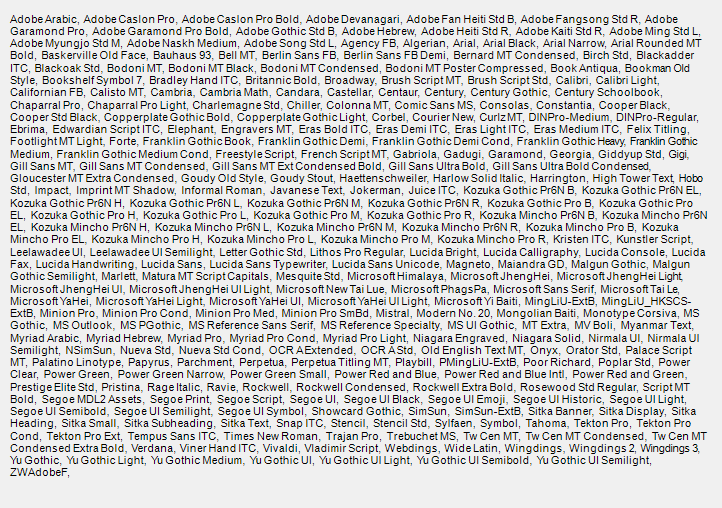 Adobe Arabic, Adobe Caslon Pro, Adobe Caslon Pro Bold, Adobe Devanagari, Adobe Fan Heiti Std B, Adobe Fangsong Std R, Adobe
Garamond Pro, Adobe Garamond Pro Bold, Adobe Gothic Std B, Adobe Hebrew, Adobe Heiti Std R, Adobe Kaiti Std R, Adobe Ming Std L,
Adobe Myungjo Std M, Adobe Naskh Medium, Adobe Song Std L, Agency FB, Algerian, Arial, Arial Black, Arial Narrow, Arial Rounded MT
Bold, Baskerville Old Face, Bauhaus 93, Bell MT, Berlin Sans FB, Berlin Sans FB Demi, Bernard MT Condensed, Birch Std, Blackadder
ITC, Blackoak Std, Bodoni MT, Bodoni MT Black, Bodoni MT Condensed, Bodoni MT Poster Compressed, Book Antiqua, Bookman Old
Style, Bookshelf Symbol 7, Bradley Hand ITC, Britannic Bold, Broadway, Brush Script MT, Brush Script Std, Calibri, Calibri Light,
Californian FB, Calisto MT, Cambria, Cambria Math, Candara, Castellar, Centaur, Century, Century Gothic, Century Schoolbook,
Chaparral Pro, Chaparral Pro Light, Charlemagne Std, Chiller, Colonna MT, Comic Sans MS, Consolas, Constantia, Cooper Black,
Cooper Std Black, Copperplate Gothic Bold, Copperplate Gothic Light, Corbel, Courier New, Curlz MT, DINPro-Medium, DINPro-Regular,
Ebrima, Edwardian Script ITC, Elephant, Engravers MT, Eras Bold ITC, Eras Demi ITC, Eras Light ITC, Eras Medium ITC, Felix Titling,
Footlight MT Light, Forte, Franklin Gothic Book, Franklin Gothic Demi, Franklin Gothic Demi Cond, Franklin Gothic Heavy, Franklin Gothic
Medium, Franklin Gothic Medium Cond, Freestyle Script, French Script MT, Gabriola, Gadugi, Garamond, Georgia, Giddyup Std, Gigi,
Gill Sans MT, Gill Sans MT Condensed, Gill Sans MT Ext Condensed Bold, Gill Sans Ultra Bold, Gill Sans Ultra Bold Condensed,
Gloucester MT Extra Condensed, Goudy Old Style, Goudy Stout, Haettenschweiler, Harlow Solid Italic, Harrington, High Tower Text, Hobo
Std, Impact, Imprint MT Shadow, Informal Roman, Javanese Text, Jokerman, Juice ITC, Kozuka Gothic Pr6N B, Kozuka Gothic Pr6N EL,
Kozuka Gothic Pr6N H, Kozuka Gothic Pr6N L, Kozuka Gothic Pr6N M, Kozuka Gothic Pr6N R, Kozuka Gothic Pro B, Kozuka Gothic Pro
EL, Kozuka Gothic Pro H, Kozuka Gothic Pro L, Kozuka Gothic Pro M, Kozuka Gothic Pro R, Kozuka Mincho Pr6N B, Kozuka Mincho Pr6N
EL, Kozuka Mincho Pr6N H, Kozuka Mincho Pr6N L, Kozuka Mincho Pr6N M, Kozuka Mincho Pr6N R, Kozuka Mincho Pro B, Kozuka
Mincho Pro EL, Kozuka Mincho Pro H, Kozuka Mincho Pro L, Kozuka Mincho Pro M, Kozuka Mincho Pro R, Kristen ITC, Kunstler Script,
Leelawadee UI, Leelawadee UI Semilight, Letter Gothic Std, Lithos Pro Regular, Lucida Bright, Lucida Calligraphy, Lucida Console, Lucida
Fax, Lucida Handwriting, Lucida Sans, Lucida Sans Typewriter, Lucida Sans Unicode, Magneto, Maiandra GD, Malgun Gothic, Malgun
Gothic Semilight, Marlett, Matura MT Script Capitals, Mesquite Std, Microsoft Himalaya, Microsoft JhengHei, Microsoft JhengHei Light,
Microsoft JhengHei UI, Microsoft JhengHei UI Light, Microsoft New Tai Lue, Microsoft PhagsPa, Microsoft Sans Serif, Microsoft Tai Le,
Microsoft YaHei, Microsoft YaHei Light, Microsoft YaHei UI, Microsoft YaHei UI Light, Microsoft Yi Baiti, MingLiU-ExtB, MingLiU_HKSCS-
ExtB, Minion Pro, Minion Pro Cond, Minion Pro Med, Minion Pro SmBd, Mistral, Modern No. 20, Mongolian Baiti, Monotype Corsiva, MS
Gothic, MS Outlook, MS PGothic, MS Reference Sans Serif, MS Reference Specialty, MS UI Gothic, MT Extra, MV Boli, Myanmar Text,
Myriad Arabic, Myriad Hebrew, Myriad Pro, Myriad Pro Cond, Myriad Pro Light, Niagara Engraved, Niagara Solid, Nirmala UI, Nirmala UI
Semilight, NSimSun, Nueva Std, Nueva Std Cond, OCR A Extended, OCR A Std, Old English Text MT, Onyx, Orator Std, Palace Script
MT, Palatino Linotype, Papyrus, Parchment, Perpetua, Perpetua Titling MT, Playbill, PMingLiU-ExtB, Poor Richard, Poplar Std, Power
Clear, Power Green, Power Green Narrow, Power Green Small, Power Red and Blue, Power Red and Blue Intl, Power Red and Green,
Prestige Elite Std, Pristina, Rage Italic, Ravie, Rockwell, Rockwell Condensed, Rockwell Extra Bold, Rosewood Std Regular, Script MT
Bold, Segoe MDL2 Assets, Segoe Print, Segoe Script, Segoe UI, Segoe UI Black, Segoe UI Emoji, Segoe UI Historic, Segoe UI Light,
Segoe UI Semibold, Segoe UI Semilight, Segoe UI Symbol, Showcard Gothic, SimSun, SimSun-ExtB, Sitka Banner, Sitka Display, Sitka
Heading, Sitka Small, Sitka Subheading, Sitka Text, Snap ITC, Stencil, Stencil Std, Sylfaen, Symbol, Tahoma, Tekton Pro, Tekton Pro
Cond, Tekton Pro Ext, Tempus Sans ITC, Times New Roman, Trajan Pro, Trebuchet MS, Tw Cen MT, Tw Cen MT Condensed, Tw Cen MT
Condensed Extra Bold, Verdana, Viner Hand ITC, Vivaldi, Vladimir Script, Webdings, Wide Latin, Wingdings, Wingdings 2, Wingdings 3,
Yu Gothic, Yu Gothic Light, Yu Gothic Medium, Yu Gothic UI, Yu Gothic UI Light, Yu Gothic UI Semibold, Yu Gothic UI Semilight,
ZWAdobeF,